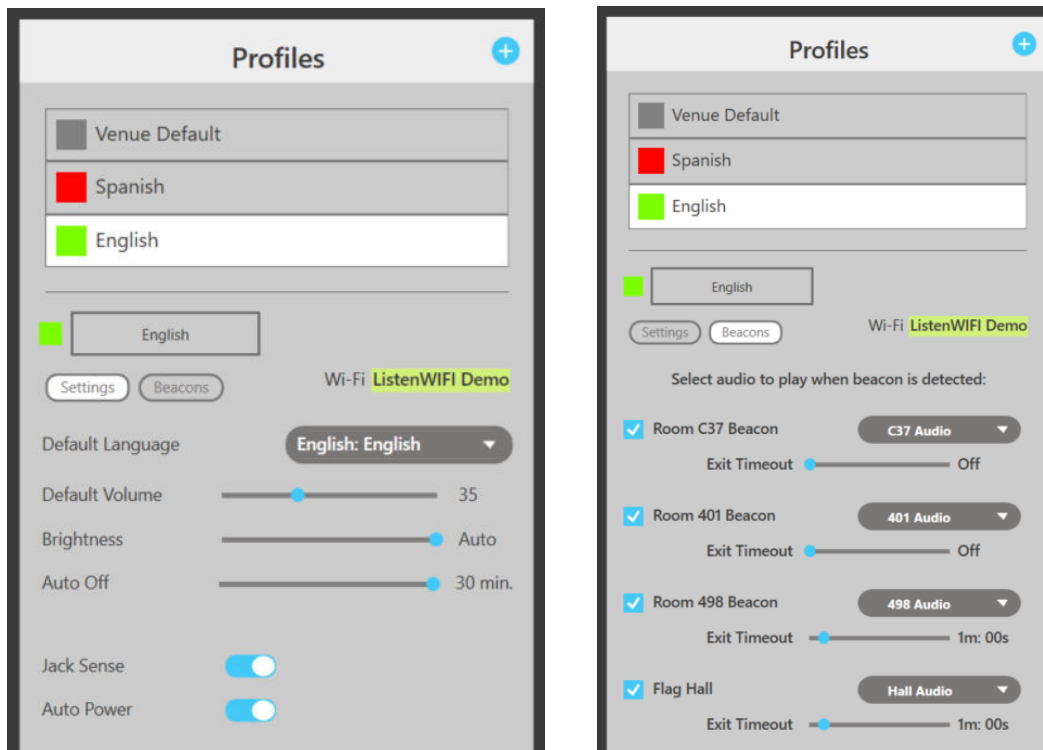 Profiles
Venue Default
Spanish
English
English
Settings Beacons Wi-Fi ListenWIFI Demo
Default Language English: English
Default Volume 35
Brightness Auto
Auto Off 30 min.
Jack Sense
Auto Power
Profiles
Venue Default
Spanish
English
English
Settings Beacons Wi-Fi ListenWIFI Demo
Select audio to play when beacon is detected:
Room C37 Beacon C37 Audio
Exit Timeout Off
Room 401 Beacon 401 Audio
Exit Timeout Off
Room 498 Beacon 498 Audio
Exit Timeout 1m: 00s
Flag Hall Hall Audio
Exit Timeout 1m: 00s